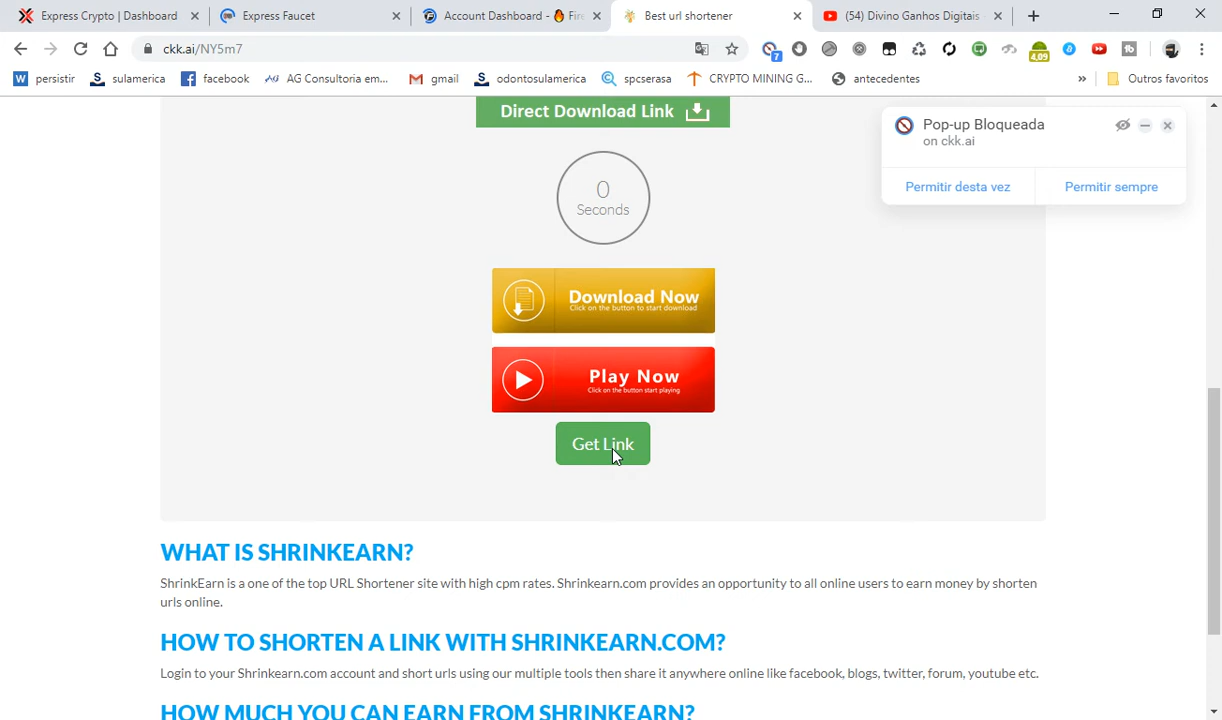 Express Crypto | Dashboard
Express Faucet
Account Dashboard - 🔥 Fire
Best url shortener
(54) Divino Ganhos Digitais
ckk.ai/NY5m7
7
4,09
persistir
sulamerica
facebook
AG Consultoria em...
gmail
odontosulamerica
spcserasa
CRYPTO MINING G...
antecedentes
»
Outros favoritos
Direct Download Link
Pop-up Bloqueada
on ckk.ai
Permitir desta vez
Permitir sempre
0
Seconds
Download Now
Click on the button to start download
Play Now
Click on the button start playing
Get Link
WHAT IS SHRINKEARN?
ShrinkEarn is a one of the top URL Shortener site with high cpm rates. Shrinkearn.com provides an opportunity to all online users to earn money by shorten
urls online.
HOW TO SHORTEN A LINK WITH SHRINKEARN.COM?
Login to your Shrinkearn.com account and short urls using our multiple tools then share it anywhere online like facebook, blogs, twitter, forum, youtube etc.
HOW MUCH YOU CAN EARN FROM SHRINKEARN?